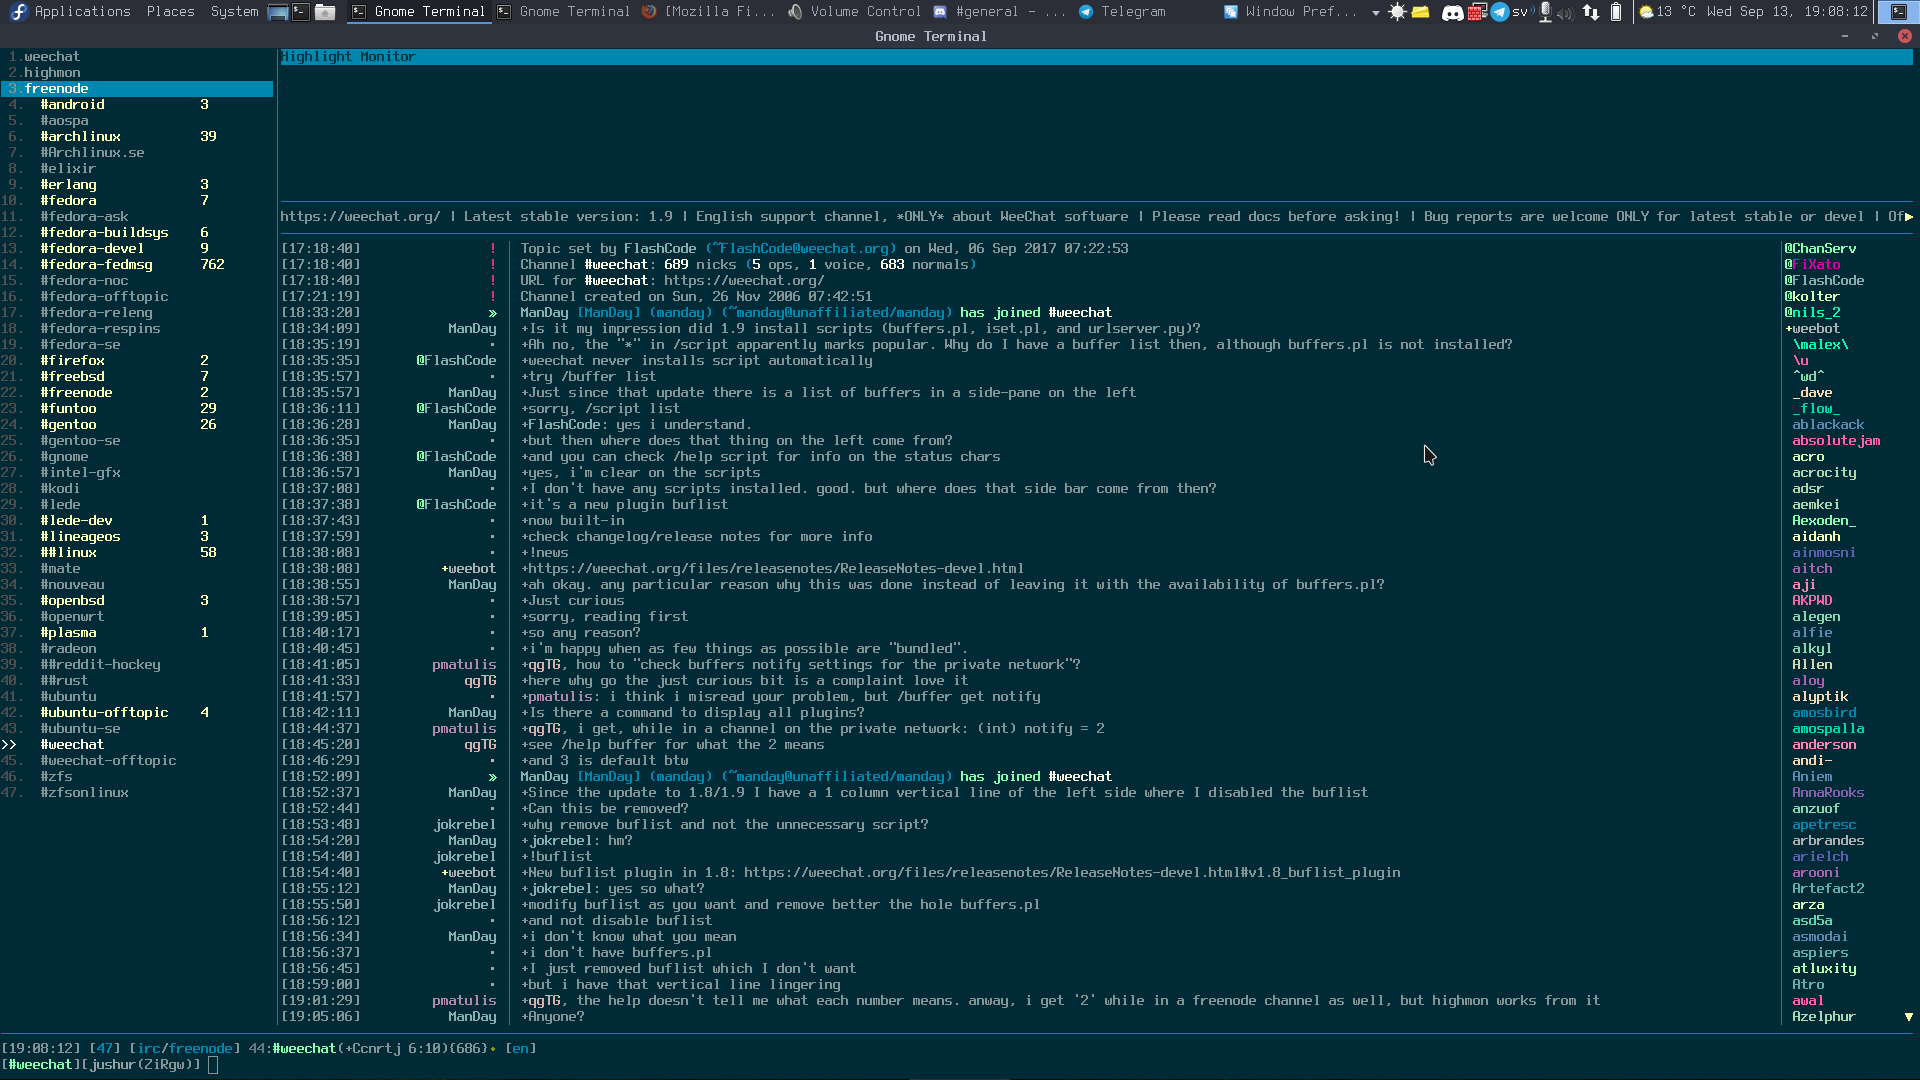 Applications Places System Gnome Terminal Gnome Terminal [Mozilla Fi... Volume Control #general - ... Telegram Window Pref... sv 13 °C Wed Sep 13, 19:08:12
Gnome Terminal
1.weechat
2.highmon
3.freenode
4. #android 3
5. #aospa
6. #archlinux 39
7. #Archlinux.se
8. #elixir
9. #erlang 3
10. #fedora 7
11. #fedora-ask
12. #fedora-buildsys 6
13. #fedora-devel 9
14. #fedora-fedmsg 762
15. #fedora-noc
16. #fedora-offtopic
17. #fedora-releng
18. #fedora-respins
19. #fedora-se
20. #firefox 2
21. #freebsd 7
22. #freenode 2
23. #funtoo 29
24. #gentoo 26
25. #gentoo-se
26. #gnome
27. #intel-gfx
28. #kodi
29. #lede
30. #lede-dev 1
31. #lineageos 3
32. ##linux 58
33. #mate
34. #nouveau
35. #openbsd 3
36. #openwrt
37. #plasma 1
38. #radeon
39. ##reddit-hockey
40. ##rust
41. #ubuntu
42. #ubuntu-offtopic 4
43. #ubuntu-se
>> #weechat
45. #weechat-offtopic
46. #zfs
47. #zfsonlinux
Highlight Monitor
https://weechat.org/ | Latest stable version: 1.9 | English support channel, *ONLY* about WeeChat software | Please read docs before asking! | Bug reports are welcome ONLY for latest stable or devel | Of
[17:18:40] ! Topic set by FlashCode (~FlashCode@weechat.org) on Wed, 06 Sep 2017 07:22:53
[17:18:40] ! Channel #weechat: 689 nicks (5 ops, 1 voice, 683 normals)
[17:18:40] ! URL for #weechat: https://weechat.org/
[17:21:19] ! Channel created on Sun, 26 Nov 2006 07:42:51
[18:33:20] » ManDay [ManDay] (manday) (~manday@unaffiliated/manday) has joined #weechat
[18:34:09] ManDay +Is it my impression did 1.9 install scripts (buffers.pl, iset.pl, and urlserver.py)?
[18:35:19] · +Ah no, the "*" in /script apparently marks popular. Why do I have a buffer list then, although buffers.pl is not installed?
[18:35:35] @FlashCode +weechat never installs script automatically
[18:35:57] · +try /buffer list
[18:35:57] ManDay +Just since that update there is a list of buffers in a side-pane on the left
[18:36:11] @FlashCode +sorry, /script list
[18:36:28] ManDay +FlashCode: yes i understand.
[18:36:35] · +but then where does that thing on the left come from?
[18:36:38] @FlashCode +and you can check /help script for info on the status chars
[18:36:57] ManDay +yes, i'm clear on the scripts
[18:37:08] · +I don't have any scripts installed. good. but where does that side bar come from then?
[18:37:38] @FlashCode +it's a new plugin buflist
[18:37:43] · +now built-in
[18:37:59] · +check changelog/release notes for more info
[18:38:08] · +!news
[18:38:08] +weebot +https://weechat.org/files/releasenotes/ReleaseNotes-devel.html
[18:38:55] ManDay +ah okay. any particular reason why this was done instead of leaving it with the availability of buffers.pl?
[18:38:57] · +Just curious
[18:39:05] · +sorry, reading first
[18:40:17] · +so any reason?
[18:40:45] · +i'm happy when as few things as possible are "bundled".
[18:41:05] pmatulis +qgTG, how to "check buffers notify settings for the private network"?
[18:41:33] qgTG +here why go the just curious bit is a complaint love it
[18:41:57] · +pmatulis: i think i misread your problem, but /buffer get notify
[18:42:11] ManDay +Is there a command to display all plugins?
[18:44:37] pmatulis +qgTG, i get, while in a channel on the private network: (int) notify = 2
[18:45:20] qgTG +see /help buffer for what the 2 means
[18:46:29] · +and 3 is default btw
[18:52:09] » ManDay [ManDay] (manday) (~manday@unaffiliated/manday) has joined #weechat
[18:52:37] ManDay +Since the update to 1.8/1.9 I have a 1 column vertical line of the left side where I disabled the buflist
[18:52:44] · +Can this be removed?
[18:53:48] jokrebel +why remove buflist and not the unnecessary script?
[18:54:20] ManDay +jokrebel: hm?
[18:54:40] jokrebel +!buflist
[18:54:40] +weebot +New buflist plugin in 1.8: https://weechat.org/files/releasenotes/ReleaseNotes-devel.html#v1.8_buflist_plugin
[18:55:12] ManDay +jokrebel: yes so what?
[18:55:50] jokrebel +modify buflist as you want and remove better the hole buffers.pl
[18:56:12] · +and not disable buflist
[18:56:34] ManDay +i don't know what you mean
[18:56:37] · +i don't have buffers.pl
[18:56:45] · +I just removed buflist which I don't want
[18:59:00] · +but i have that vertical line lingering
[19:01:29] pmatulis +qgTG, the help doesn't tell me what each number means. anway, i get '2' while in a freenode channel as well, but highmon works from it
[19:05:06] ManDay +Anyone?
@ChanServ
@FiXato
@FlashCode
@kolter
@nils_2
+weebot
\malex\
\u
^wd^
_dave
_flow_
ablackack
absolutejam
acro
acrocity
adsr
aemkei
Aexoden_
aidanh
ainmosni
aitch
aji
AKPWD
alegen
alfie
alkyl
Allen
aloy
alyptik
amosbird
amospalla
anderson
andi-
Aniem
AnnaRooks
anzuof
apetresc
arbrandes
arielch
arooni
Artefact2
arza
asd5a
asmodai
aspiers
atluxity
Atro
awal
Azelphur
[19:08:12] [47] [irc/freenode] 44:#weechat(+Ccnrtj 6:10){686}• [en]
[#weechat][jushur(ZiRgw)]